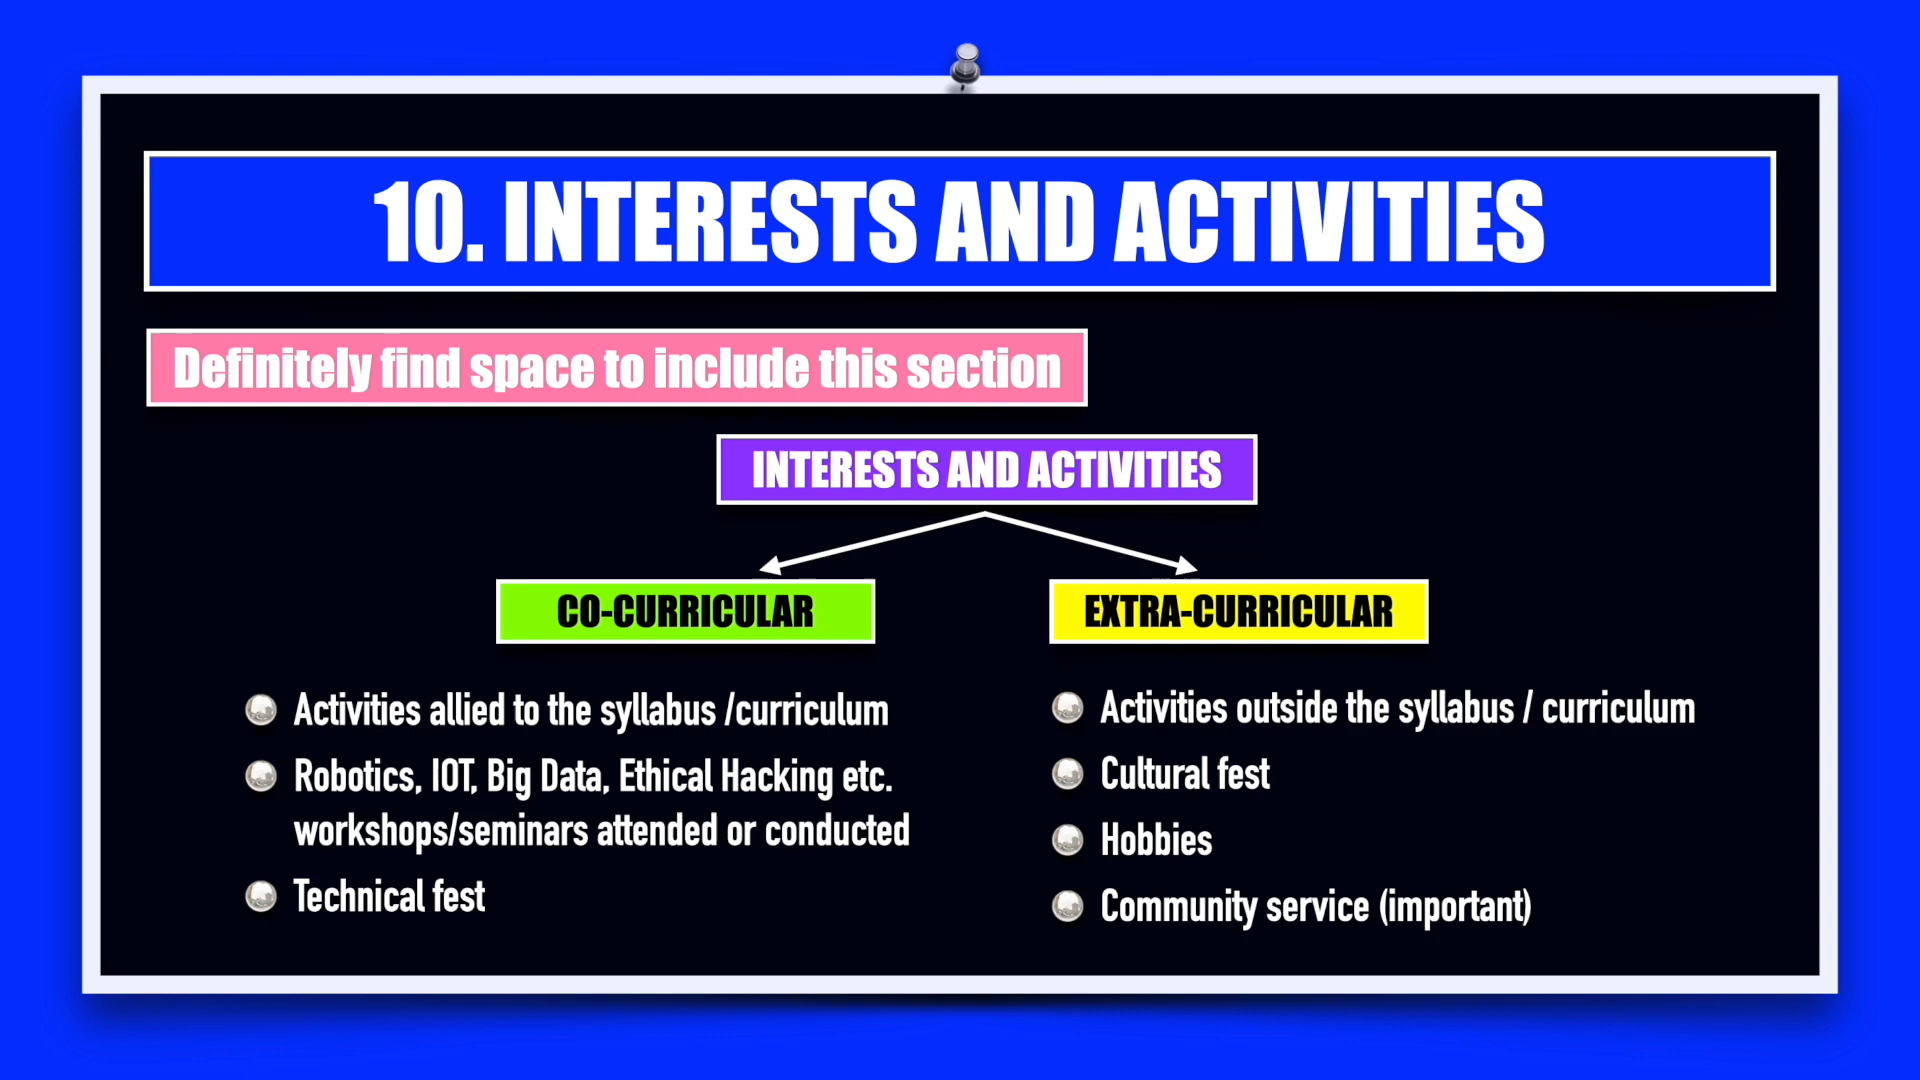 10. INTERESTS AND ACTIVITIES
Definitely find space to include this section
INTERESTS AND ACTIVITIES
CO-CURRICULAR
Activities allied to the syllabus /curriculum
Robotics, IOT, Big Data, Ethical Hacking etc.
workshops/seminars attended or conducted
Technical fest
EXTRA-CURRICULAR
Activities outside the syllabus / curriculum
Cultural fest
Hobbies
Community service (important)